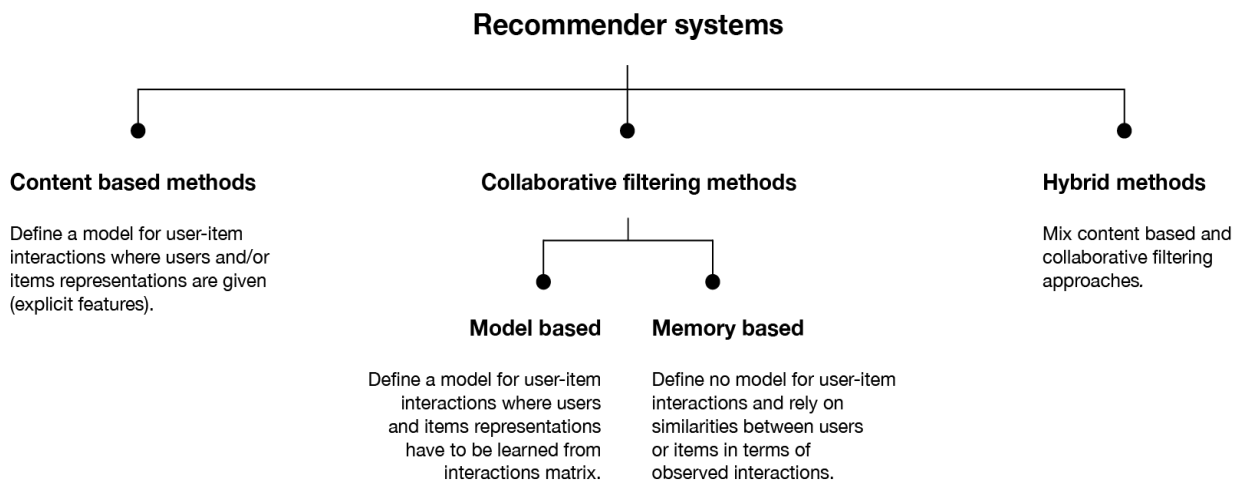 Recommender systems
Content based methods
Define a model for user-item
interactions where users and/or
items representations are given
(explicit features).
Collaborative filtering methods
Model based
Define a model for user-item
interactions where users
and items representations
have to be learned from
interactions matrix.
Memory based
Define no model for user-item
interactions and rely on
similarities between users
or items in terms of
observed interactions.
Hybrid methods
Mix content based and
collaborative filtering
approaches.